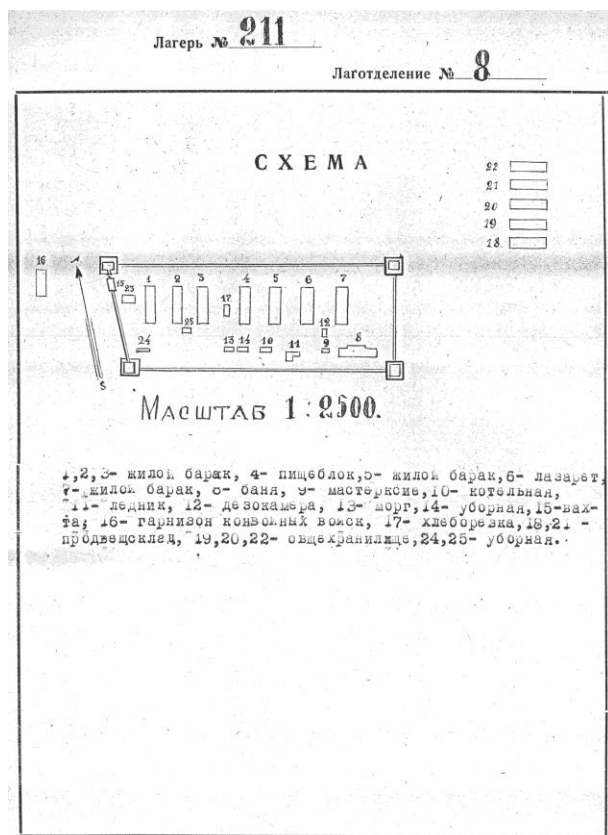 Лагерь № 211
Лаготделение № 8
СХЕМА
22
21
20
19
18
16
15
23
1
2
3
17
4
5
6
7
25
12
24
13
14
10
11
9
8
S
МАСШТАБ 1:2500.
1,2,3- жилой барак, 4- пищеблок,5- жилой барак,6- лазарет,
7- жилой барак, 8- баня, 9- мастерские,10- котельная,
11- ледник, 12- дезокамера, 13- морг,14- уборная,15-вах-
та, 16- гарнизон конвойных войск, 17- хлеборезка,18,21 -
продвещсклад, 19,20,22- овщехранилище,24,25- уборная.